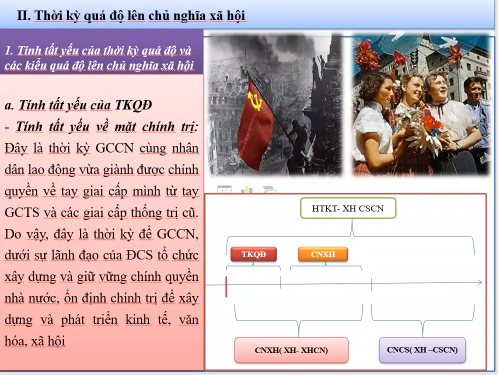 II. Thời kỳ quá độ lên chủ nghĩa xã hội
1. Tính tất yếu của thời kỳ quá độ và
các kiểu quá độ lên chủ nghĩa xã hội
a. Tính tất yếu của TKQĐ
- Tính tất yếu về mặt chính trị:
Đây là thời kỳ GCCN cùng nhân
dân lao động vừa giành được chính
quyền về tay giai cấp mình từ tay
GCTS và các giai cấp thống trị cũ.
Do vậy, đây là thời kỳ để GCCN,
dưới sự lãnh đạo của ĐCS tổ chức
xây dựng và giữ vững chính quyền
nhà nước, ổn định chính trị để xây
dựng và phát triển kinh tế, văn
hóa, xã hội
HTKT- XH CSCN
TKQĐ
CNXH
CNXH( XH- XHCN)
CNCS( XH –CSCN)